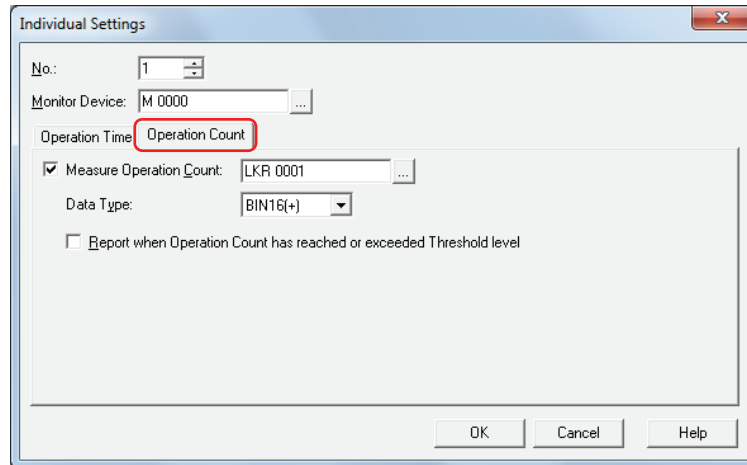 Individual Settings
No.: 1
Monitor Device: M 0000 ...
Operation Time Operation Count
Measure Operation Count: LKR 0001 ...
Data Type: BIN16(+)
Report when Operation Count has reached or exceeded Threshold level
OK Cancel Help